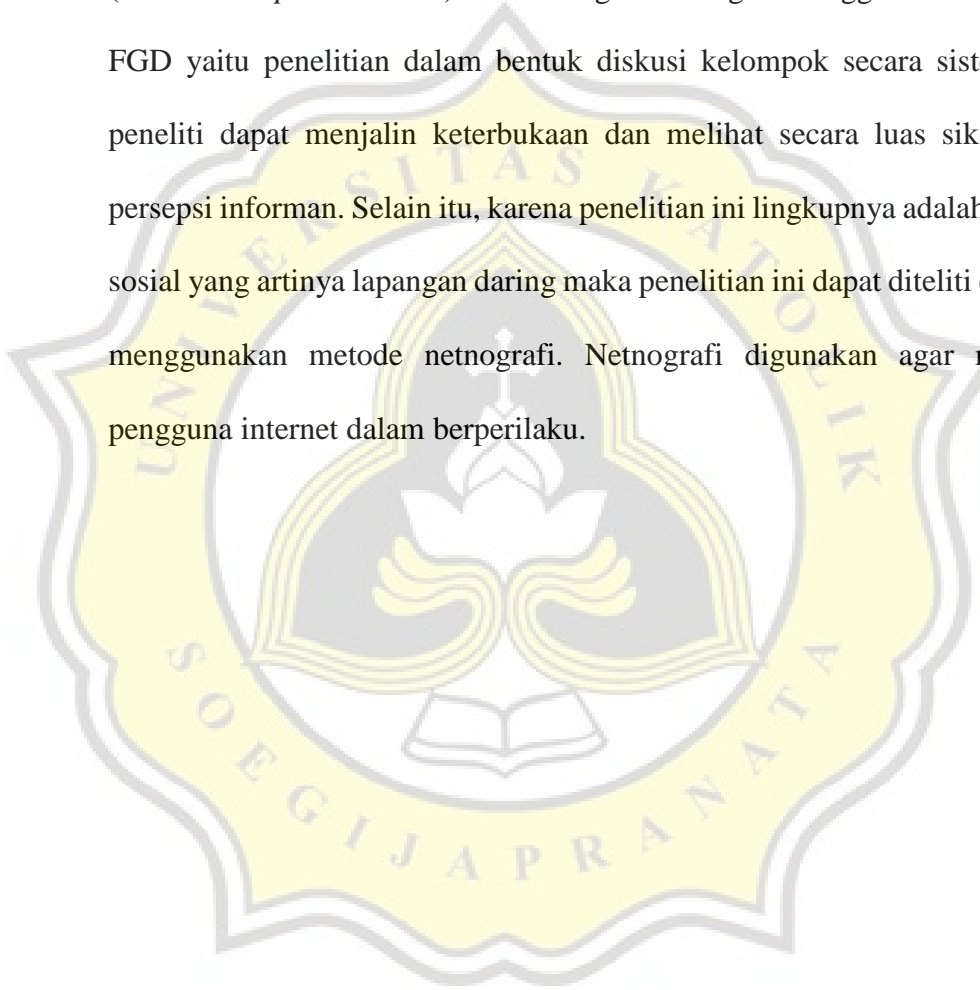 FGD yaitu penelitian dalam bentuk diskusi kelompok secara
peneliti dapat menjalin keterbukaan dan melihat secara luas
persepsi informan. Selain itu, karena penelitian ini lingkupnya adalah
sosial yang artinya lapangan daring maka penelitian ini dapat diteliti
menggunakan metode netnografi. Netnografi digunakan agar
pengguna internet dalam berperilaku.
UNIVERSITAS KATOLIK
SOEGIJAPRANATA